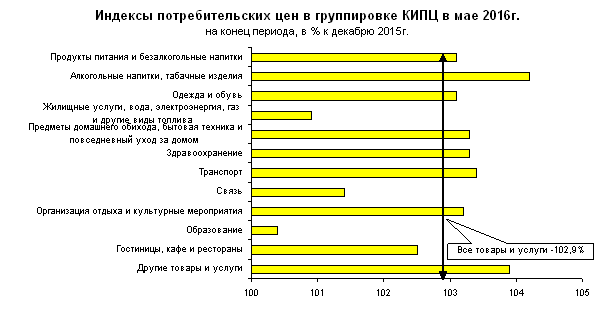 Индексы потребительских цен в группировке КИПЦ в мае 2016г.
на конец периода, в % к декабрю 2015г.
Продукты питания и безалкогольные напитки
Алкогольные напитки, табачные изделия
Одежда и обувь
Жилищные услуги, вода, электроэнергия, газ
и другие виды топлива
Предметы домашнего обихода, бытовая техника и
повседневный уход за домом
Здравоохранение
Транспорт
Связь
Организация отдыха и культурные мероприятия
Образование
Гостиницы, кафе и рестораны
Другие товары и услуги
Все товары и услуги -102,9%
100 101 102 103 104 105